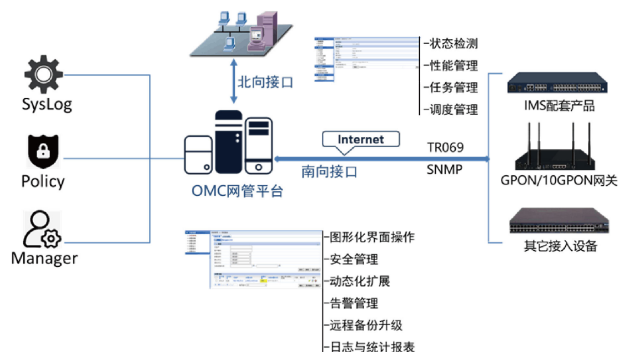 状态检测
性能管理
任务管理
调度管理
SysLog
北向接口
IMS配套产品
Policy
OMC网管平台
Internet
南向接口
TR069
SNMP
GPON/10GPON网关
Manager
其它接入设备
图形化界面操作
安全管理
动态化扩展
告警管理
远程备份升级
日志与统计报表